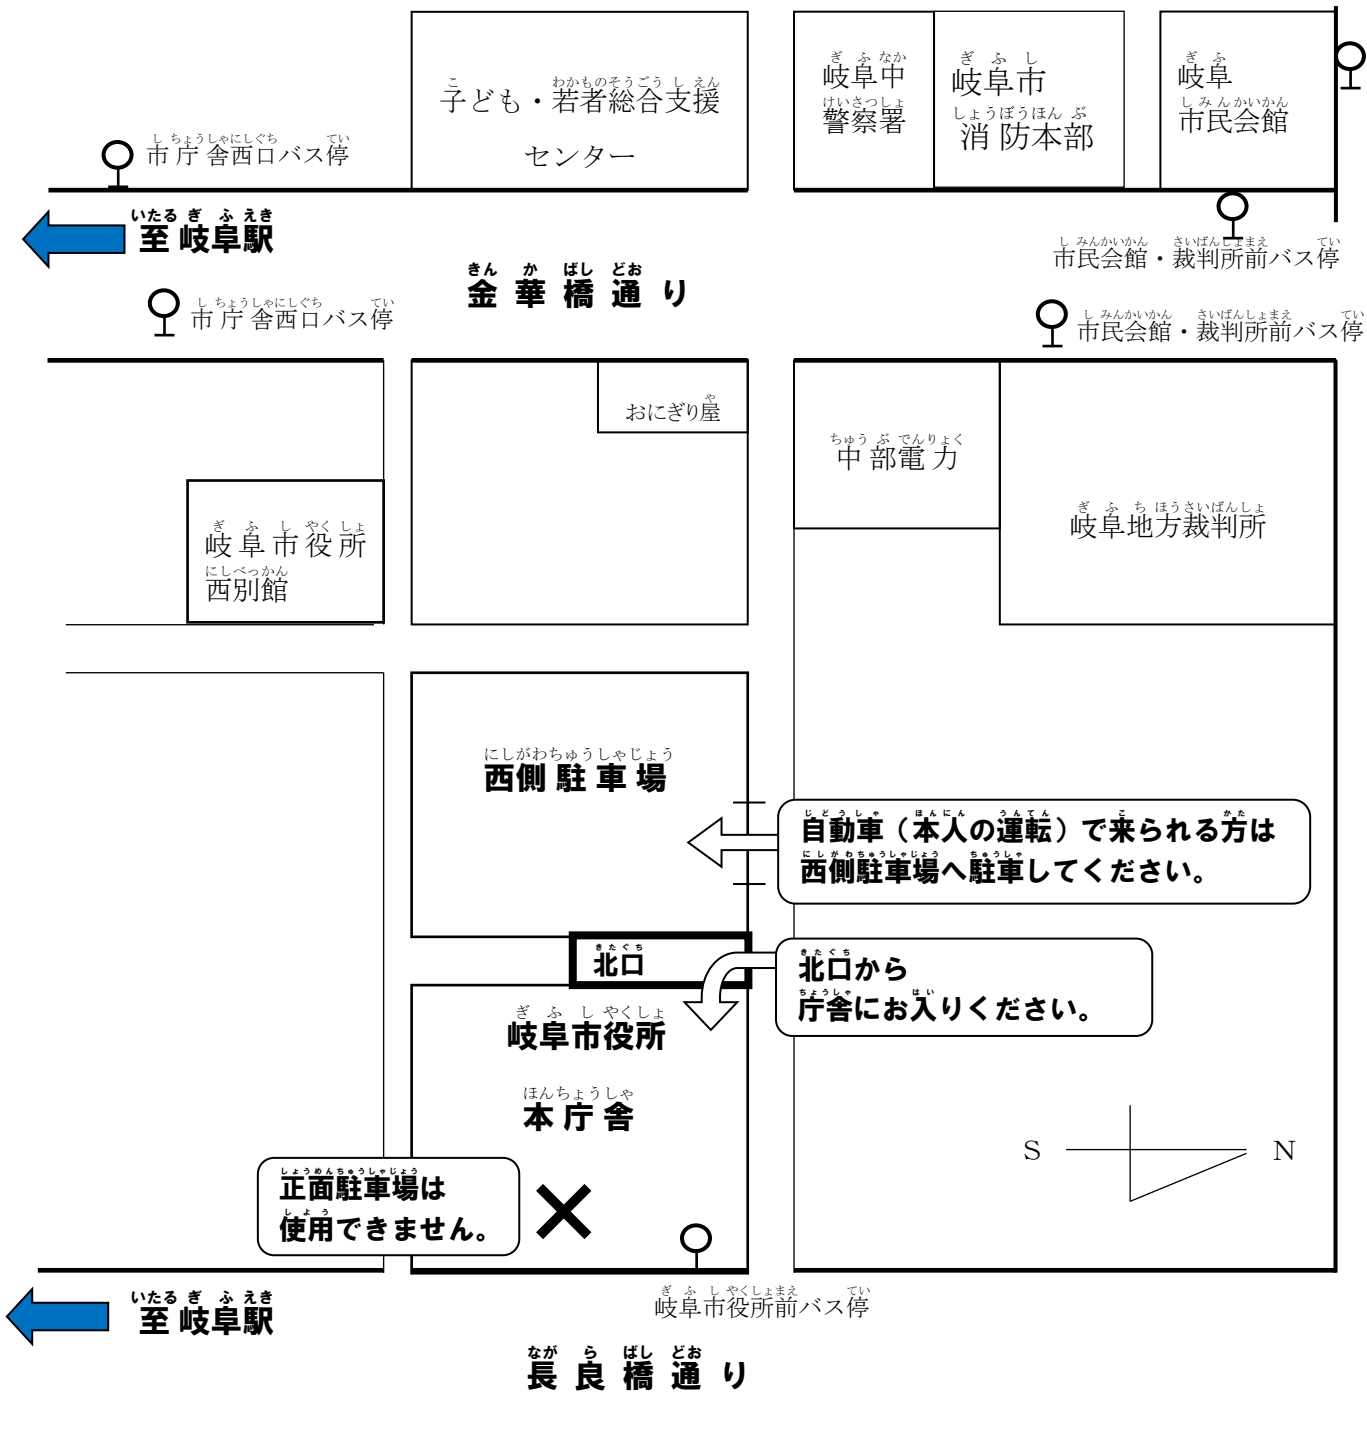 子ども・若者総合支援
センター
岐阜中
警察署
岐阜市
消防本部
岐阜
市民会館
市庁舎西口バス停
至岐阜駅
市民会館・裁判所前バス停
金華橋通り
市庁舎西口バス停
市民会館・裁判所前バス停
おにぎり屋
中部電力
岐阜市役所
西別館
岐阜地方裁判所
西側駐車場
自動車（本人の運転）で来られる方は
西側駐車場へ駐車してください。
北口
北口から
庁舎にお入りください。
岐阜市役所
本庁舎
S N
正面駐車場は
使用できません。
至岐阜駅
岐阜市役所前バス停
長良橋通り